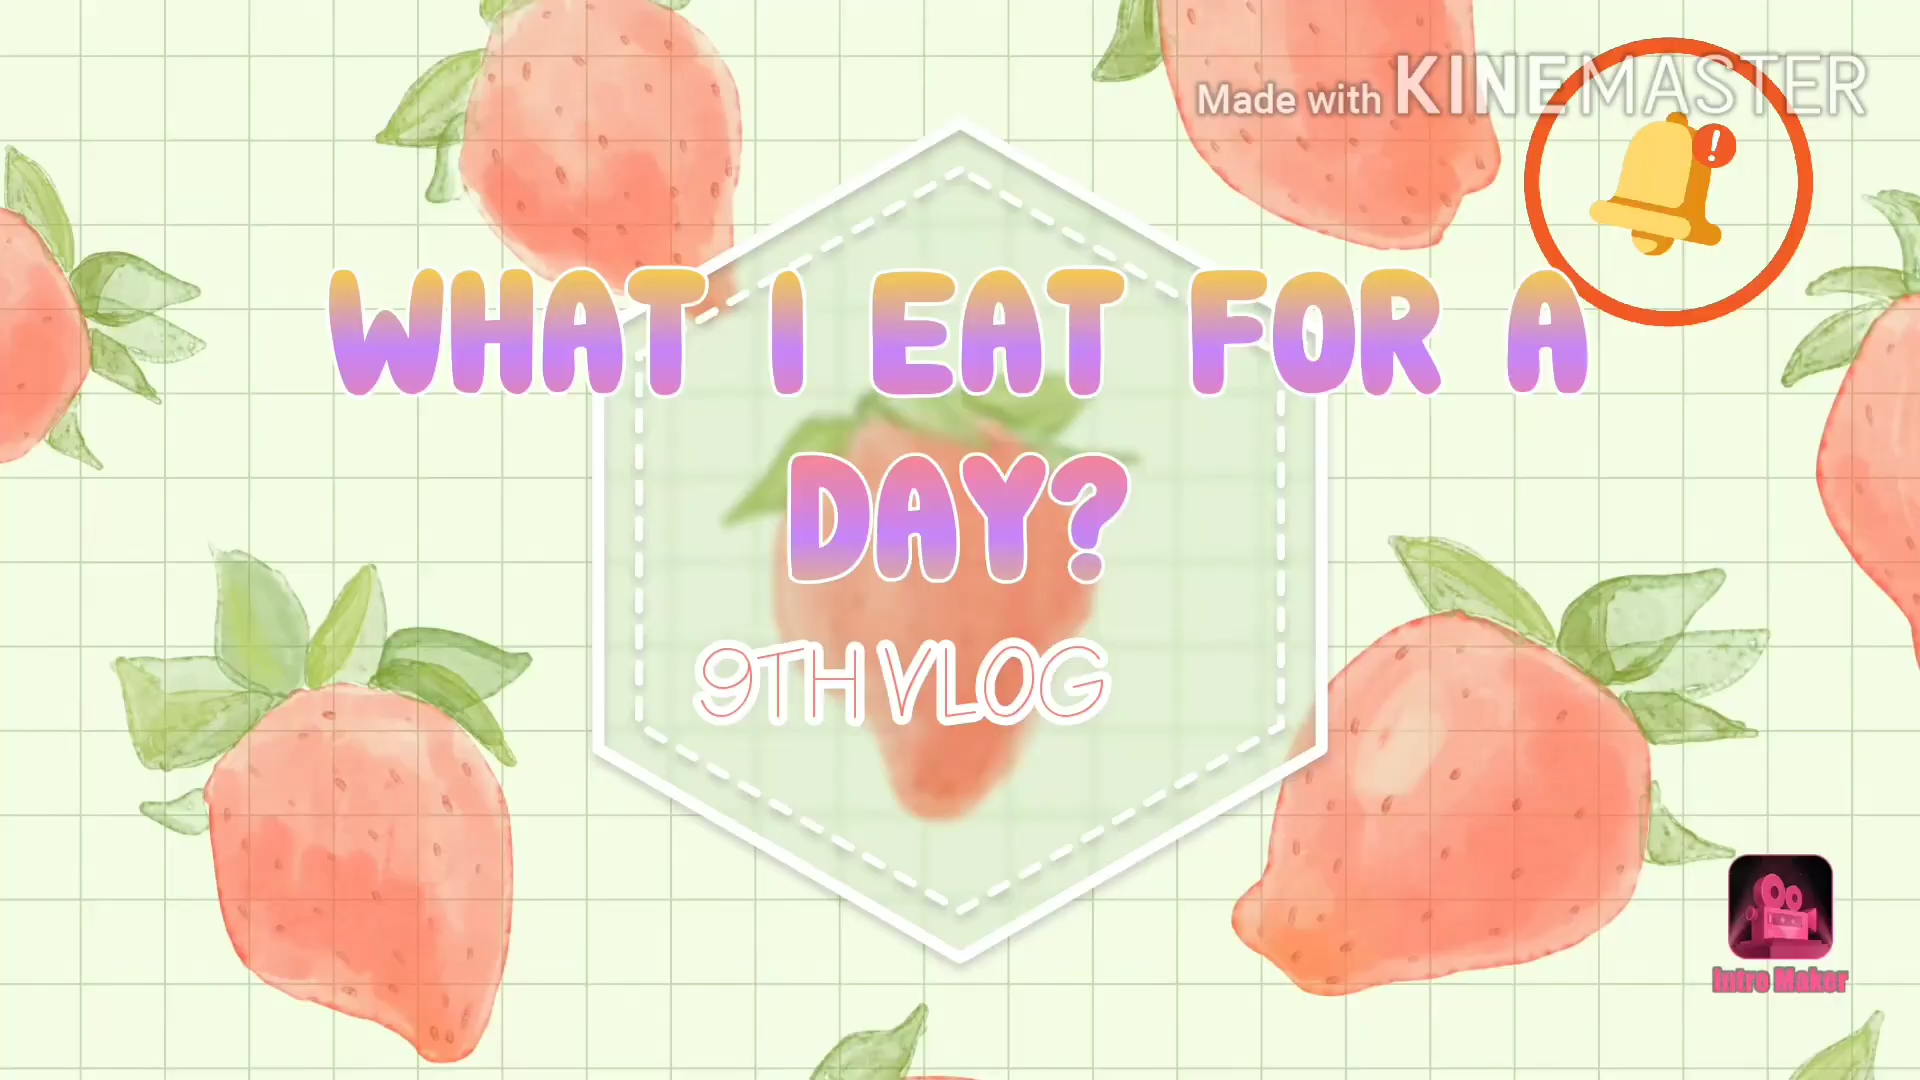 Made with KINEMASTER
WHAT I EAT FOR A
DAY?
9TH VLOG
Intro Maker